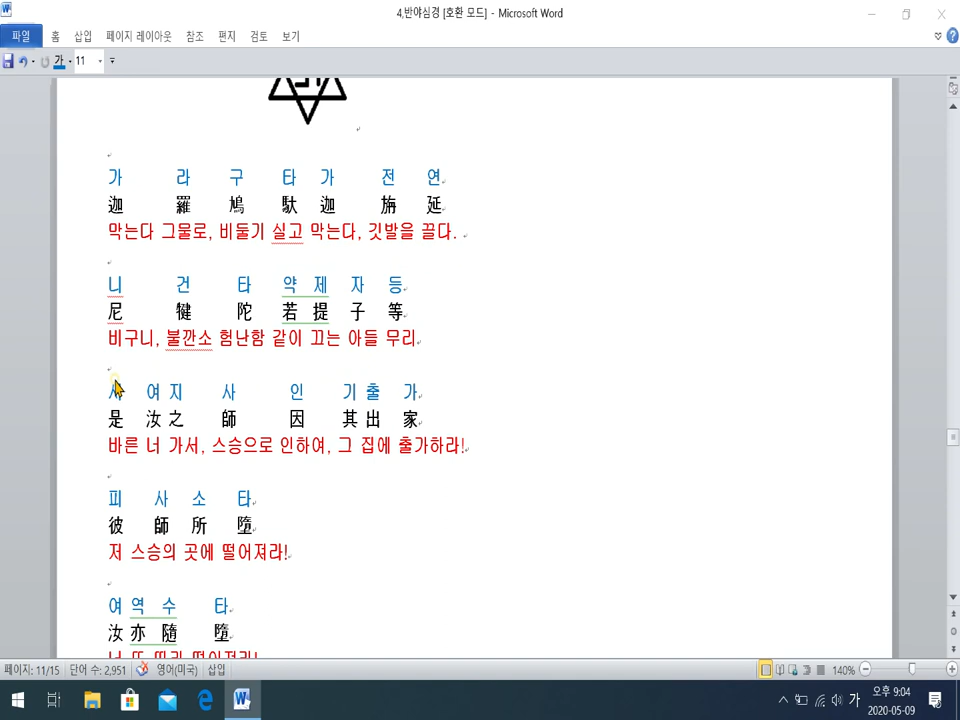 4,반야심경 [호환 모드] - Microsoft Word
파일 홈 삽입 페이지 레이아웃 참조 편지 검토 보기
가 11
가 라 구 타 가 전 연
迦 羅 鳩 馱 迦 旃 延
막는다 그물로, 비둘기 실고 막는다, 깃발을 끌다.
니 건 타 약 제 자 등
尼 犍 陀 若 提 子 等
비구니, 불깐소 험난함 같이 끄는 아들 무리
시 여 지 사 인 기 출 가
是 汝 之 師 因 其 出 家
바른 너 가서, 스승으로 인하여, 그 집에 출가하라!
피 사 소 타
彼 師 所 墮
저 스승의 곳에 떨어져라!
여 역 수 타
汝 亦 隨 墮
너 또 따라 떨어져라!
페이지: 11/15 단어 수: 2,951 영어(미국) 삽입 140%
가 오후 9:04
2020-05-09